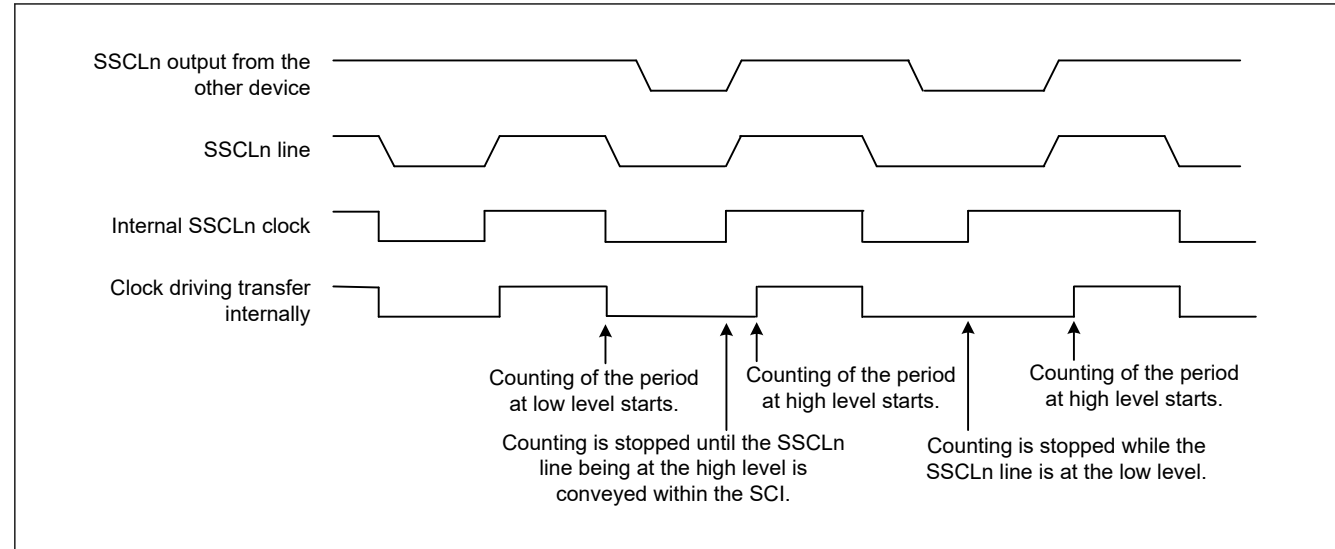 SSCLn output from the
other device
SSCLn line
Internal SSCLn clock
Clock driving transfer
internally
Counting of the period
at low level starts.
Counting of the period
at high level starts.
Counting of the period
at high level starts.
Counting is stopped until the SSCLn
line being at the high level is
conveyed within the SCI.
Counting is stopped while the
SSCLn line is at the low level.